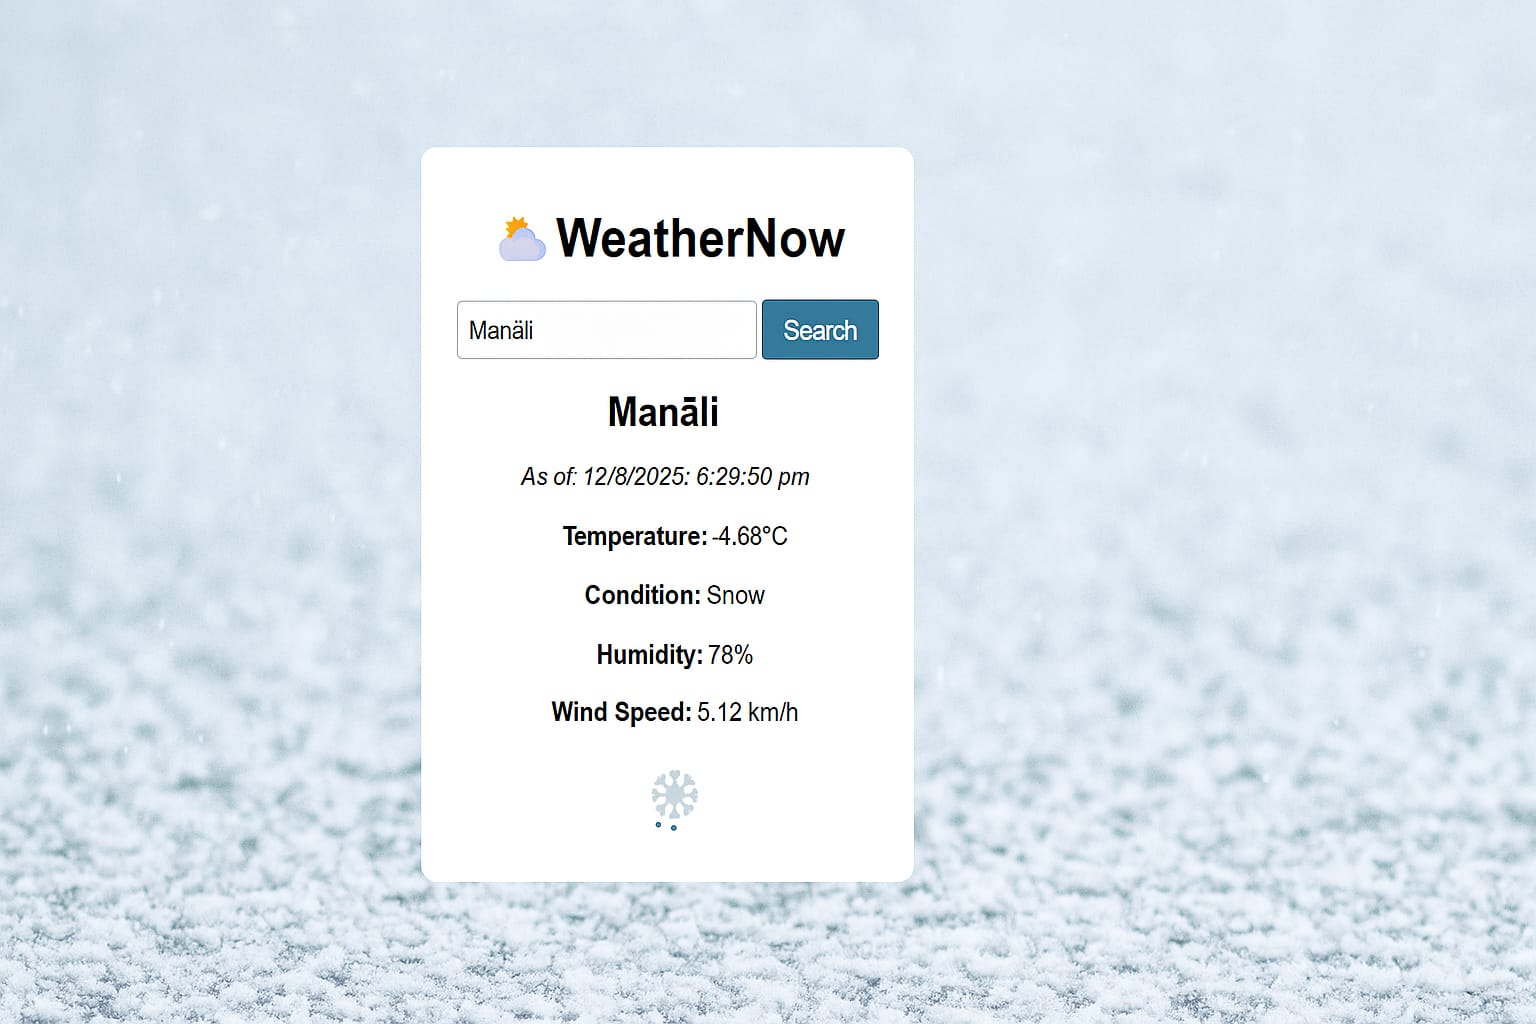 WeatherNow
Manäli Search
Manāli
As of: 12/8/2025: 6:29:50 pm
Temperature: -4.68°C
Condition: Snow
Humidity: 78%
Wind Speed: 5.12 km/h